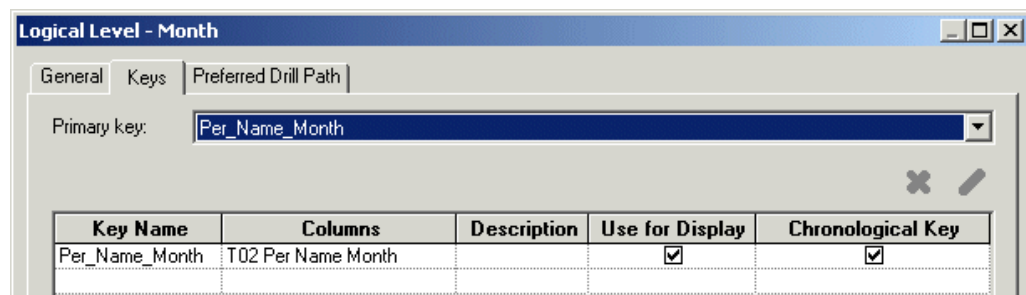 Logical Level - Month
General Keys Preferred Drill Path
Primary key: Per_Name_Month
Key Name Columns Description Use for Display Chronological Key
Per_Name_Month T02 Per Name Month